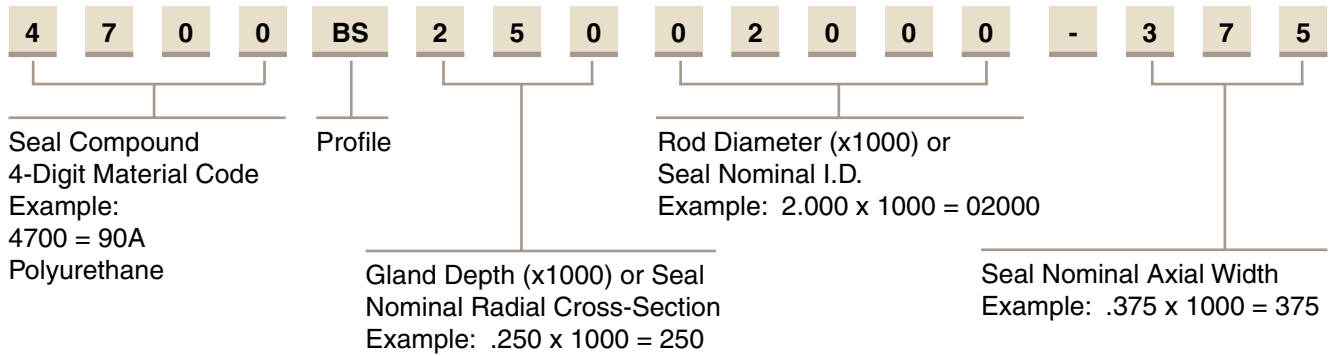 4 7 0 0 BS 2 5 0 0 2 0 0 0 - 3 7 5
Seal Compound
4-Digit Material Code
Example:
4700 = 90A
Polyurethane
Profile
Gland Depth (x1000) or Seal
Nominal Radial Cross-Section
Example: .250 x 1000 = 250
Rod Diameter (x1000) or
Seal Nominal I.D.
Example: 2.000 x 1000 = 02000
Seal Nominal Axial Width
Example: .375 x 1000 = 375